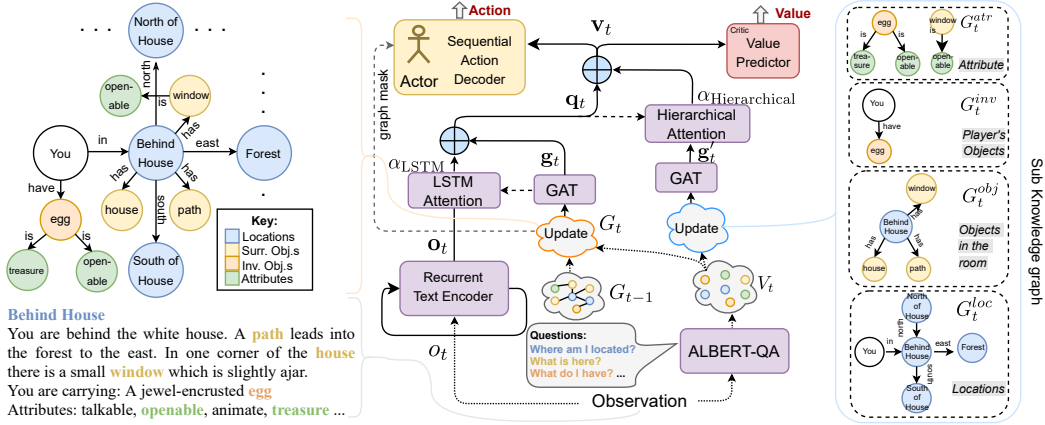 North of
House
north
open-
able
is
window
has
You
in
Behind
House
east
Forest
have
has
has
egg
house
south
path
is
is
treasure
open-
able
South of
House
Key:
Locations
Surr. Obj.s
Inv. Obj.s
Attributes
Behind House
You are behind the white house. A path leads into
the forest to the east. In one corner of the house
there is a small window which is slightly ajar.
You are carrying: A jewel-encrusted egg
Attributes: talkable, openable, animate, treasure ...
Action
Value
Actor
Sequential
Action
Decoder
v_t
Critic
Value
Predictor
graph mask
q_t
α_Hierarchical
Hierarchical
Attention
α_LSTM
LSTM
Attention
g_t
GAT
g'_t
GAT
Update
G_t
Update
o_t
Recurrent
Text Encoder
G_{t-1}
V_t
o_t
Questions:
Where am I located?
What is here?
What do I have? ...
ALBERT-QA
Observation
egg
is
is
trea-
sure
open-
able
window
is
open-
able
G_t^{atr}
Attribute
You
have
egg
G_t^{inv}
Player's
Objects
window
Behind
House
has
has
has
house
path
G_t^{obj}
Objects
in the
room
North of
House
north
You
in
Behind
House
east
Forest
south
South of
House
G_t^{loc}
Locations
Sub Knowledge graph